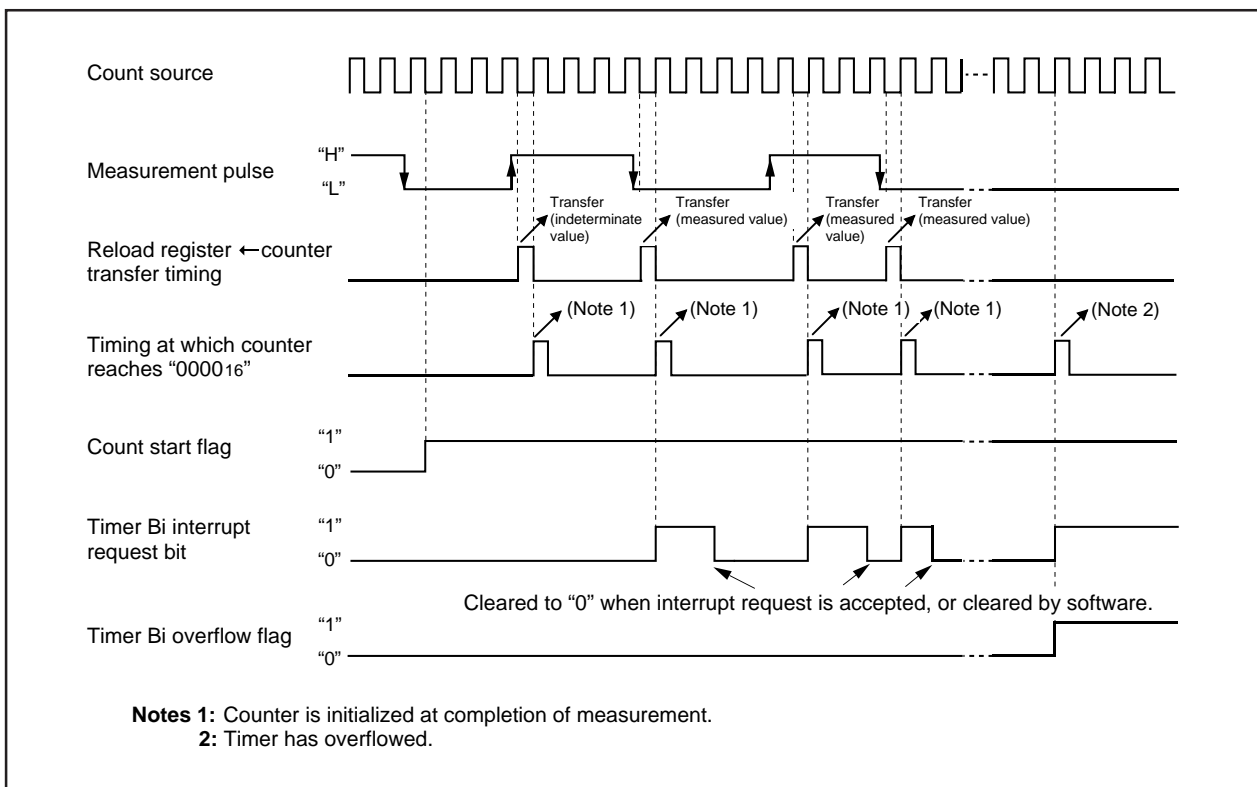 Count source
Measurement pulse
“H”
“L”
Transfer
(indeterminate
value)
Transfer
(measured value)
Transfer
(measured
value)
Transfer
(measured value)
Reload register ←counter
transfer timing
(Note 1)
(Note 1)
(Note 1)
(Note 1)
(Note 2)
Timing at which counter
reaches “000016”
Count start flag
“1”
“0”
Timer Bi interrupt
request bit
“1”
“0”
Cleared to “0” when interrupt request is accepted, or cleared by software.
Timer Bi overflow flag
“1”
“0”
Notes 1: Counter is initialized at completion of measurement.
2: Timer has overflowed.